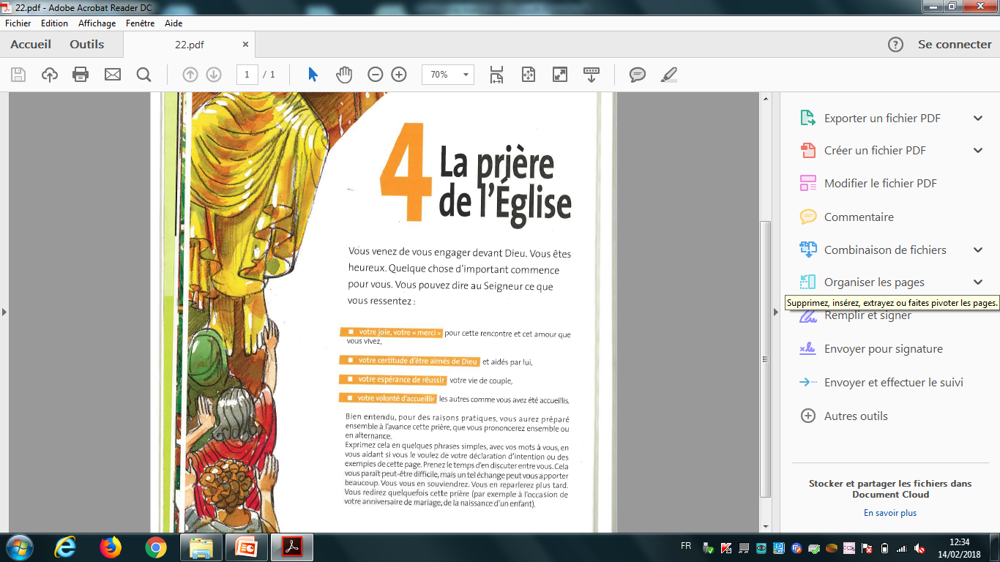 22.pdf - Adobe Acrobat Reader DC
Fichier Edition Affichage Fenêtre Aide
Accueil Outils 22.pdf × ? Se connecter
1 / 1 70%
4 La prière
de l'Église
Vous venez de vous engager devant Dieu. Vous êtes
heureux. Quelque chose d'important commence
pour vous. Vous pouvez dire au Seigneur ce que
vous ressentez :
votre joie, votre « merci » pour cette rencontre et cet amour que
vous vivez,
votre certitude d'être aimés de Dieu et aidés par lui,
votre espérance de réussir votre vie de couple,
votre volonté d'accueillir les autres comme vous avez été accueillis.
Bien entendu, pour des raisons pratiques, vous aurez préparé
ensemble à l'avance cette prière, que vous prononcerez ensemble ou
en alternance.
Exprimez cela en quelques phrases simples, avec vos mots à vous, en
vous aidant si vous le voulez de votre déclaration d'intention ou des
exemples de cette page. Prenez le temps d'en discuter entre vous. Cela
vous paraît peut-être difficile, mais un tel échange peut vous apporter
beaucoup. Vous vous en souviendrez. Vous en reparlerez plus tard.
Vous redirez quelquefois cette prière (par exemple à l'occasion de
votre anniversaire de mariage, de la naissance d'un enfant).
Exporter un fichier PDF
Créer un fichier PDF
Modifier le fichier PDF
Commentaire
Combinaison de fichiers
Organiser les pages
Supprimez, insérez, extrayez ou faites pivoter les pages.
Remplir et signer
Envoyer pour signature
Envoyer et effectuer le suivi
Autres outils
Stocker et partager les fichiers dans
Document Cloud
En savoir plus
FR
12:34
14/02/2018